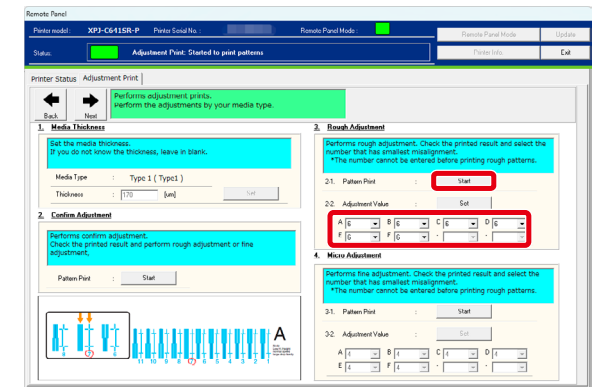 Remote Panel
Printer model : XPJ-C641SR-P Printer Serial No. : Remote Panel Mode :
Remote Panel Mode Update
Status: Adjustment Print: Started to print patterns
Printer Info. Exit
Printer Status Adjustment Print
Back Next
Performs adjustment prints.
Perform the adjustments by your media type.
1. Media Thickness
Set the media thickness.
If you do not know the thickness, leave in blank.
Media Type : Type 1 ( Type1 )
Thickness : 170 [um] Set
2. Confirm Adjustment
Performs confirm adjustment.
Check the printed result and perform rough adjustment or fine
adjustment,
Pattern Print : Start
8 7 6
11 10 9 8 7 6 5 4 3 2 1
A
3. Rough Adjustment
Performs rough adjustment. Check the printed result and select the
number that has smallest misalignment.
*The number cannot be entered before printing rough patterns.
2-1. Pattern Print : Start
2-2. Adjustment Value : Set
A 6 B 6 C 6 D 6
E 6 F 6 - -
4. Micro Adjustment
Performs fine adjustment. Check the printed result and select the
number that has smallest misalignment.
*The number cannot be entered before printing rough patterns.
3-1. Pattern Print : Start
3-2. Adjustment Value : Set
A 4 B 4 C 4 D 4
E 4 F 4 - -